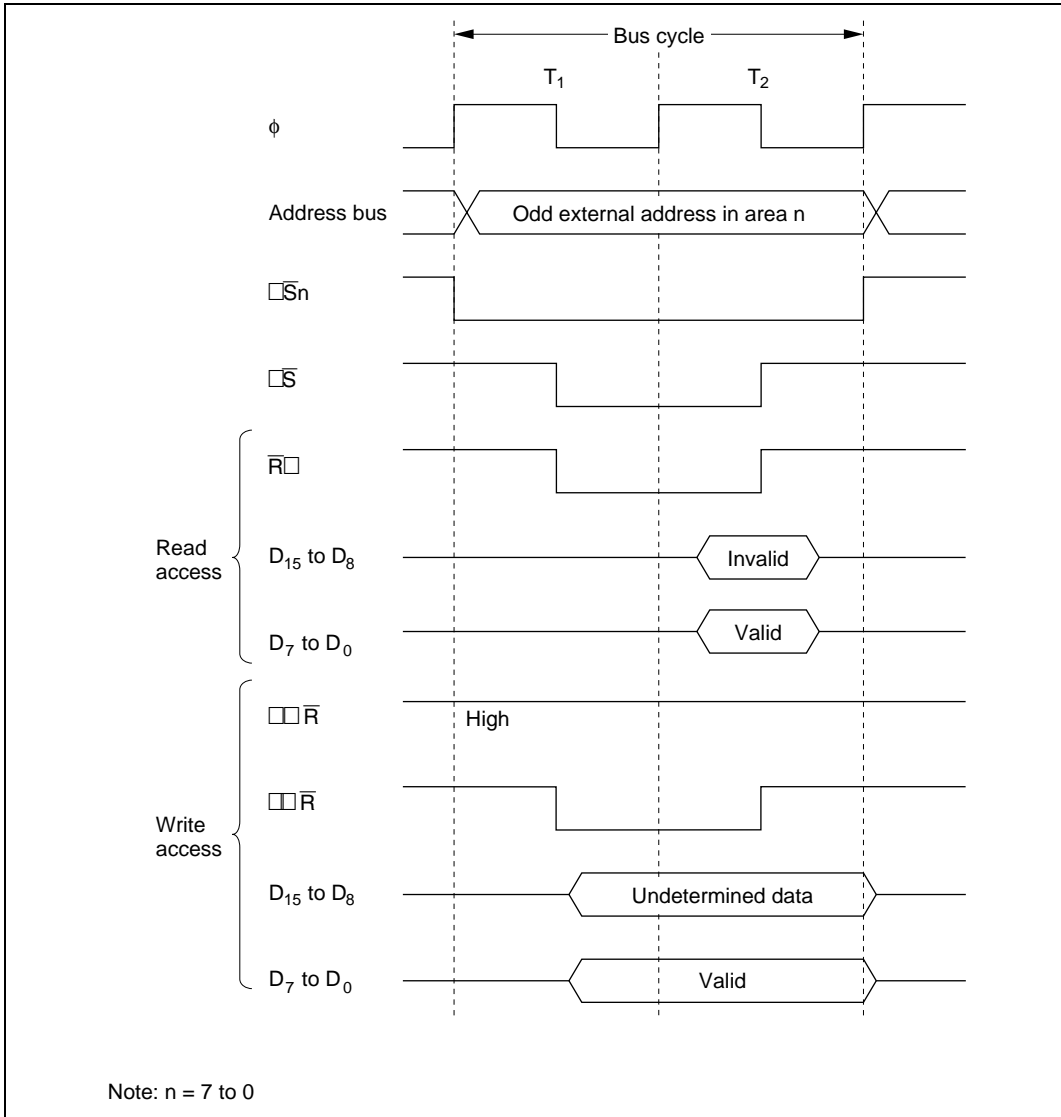 Bus cycle
T₁ T₂
φ
Address bus Odd external address in area n
□S̅n
□S̅
Read access
R̅□
D₁₅ to D₈ Invalid
D₇ to D₀ Valid
Write access
□□R̅ High
□□R̅
D₁₅ to D₈ Undetermined data
D₇ to D₀ Valid
Note: n = 7 to 0